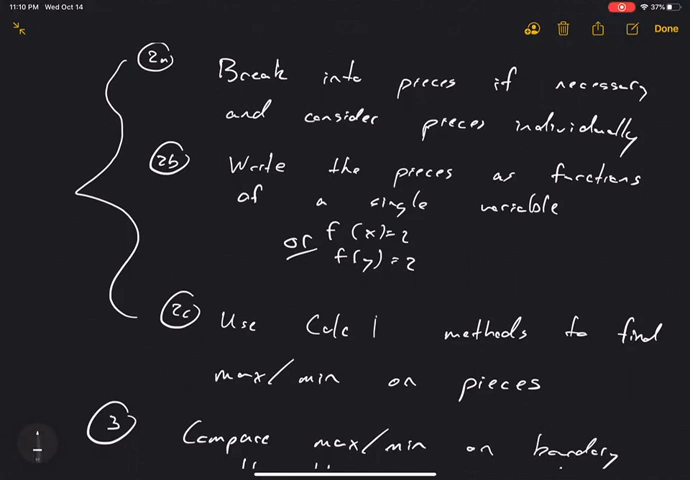 11:10 PM Wed Oct 14
37%
Done
2a Break into pieces if necessary
and consider pieces individually
2b Write the pieces as functions
of a single variable
or f(x)=z
f(y)=z
2c Use Calc I methods to find
max/min on pieces
3 Compare max/min on boundary